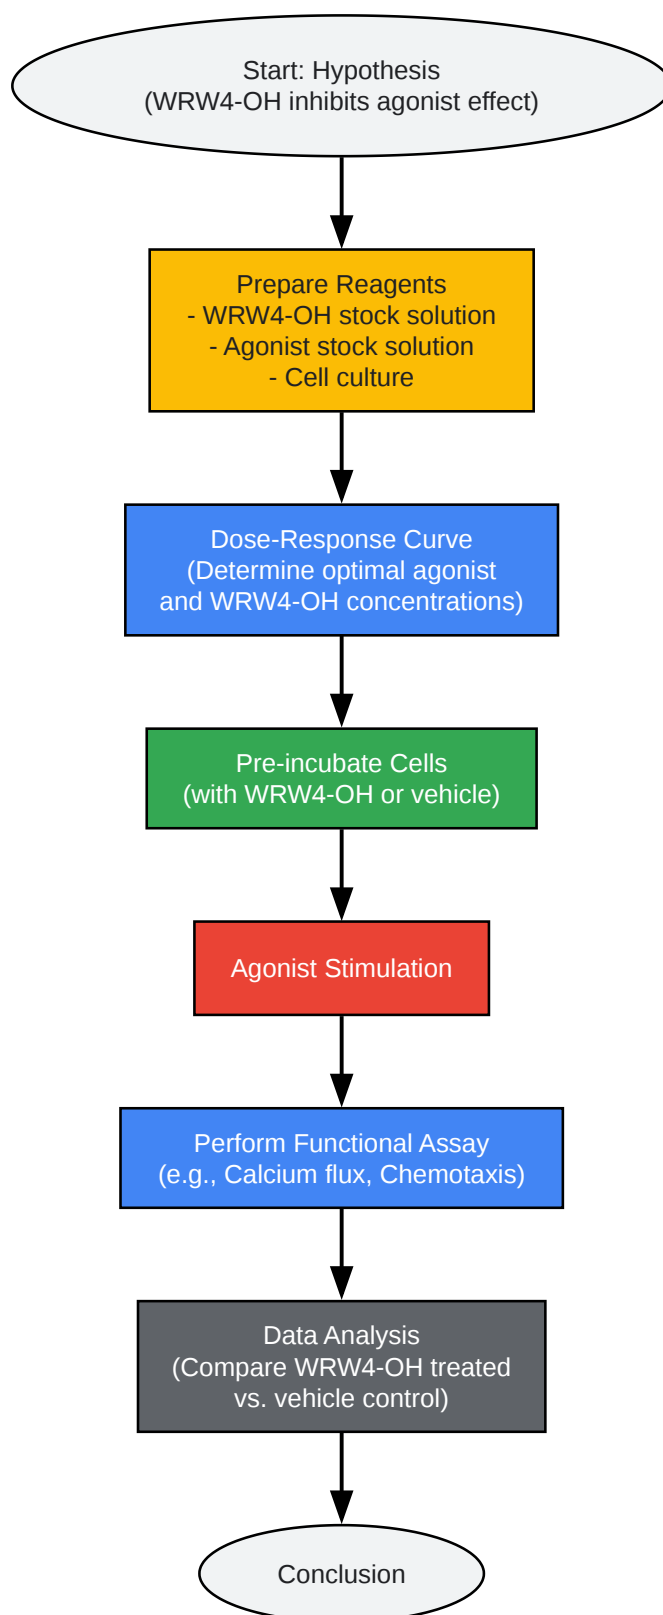 Start: Hypothesis
(WRW4-OH inhibits agonist effect)
Prepare Reagents
- WRW4-OH stock solution
- Agonist stock solution
- Cell culture
Dose-Response Curve
(Determine optimal agonist
and WRW4-OH concentrations)
Pre-incubate Cells
(with WRW4-OH or vehicle)
Agonist Stimulation
Perform Functional Assay
(e.g., Calcium flux, Chemotaxis)
Data Analysis
(Compare WRW4-OH treated
vs. vehicle control)
Conclusion